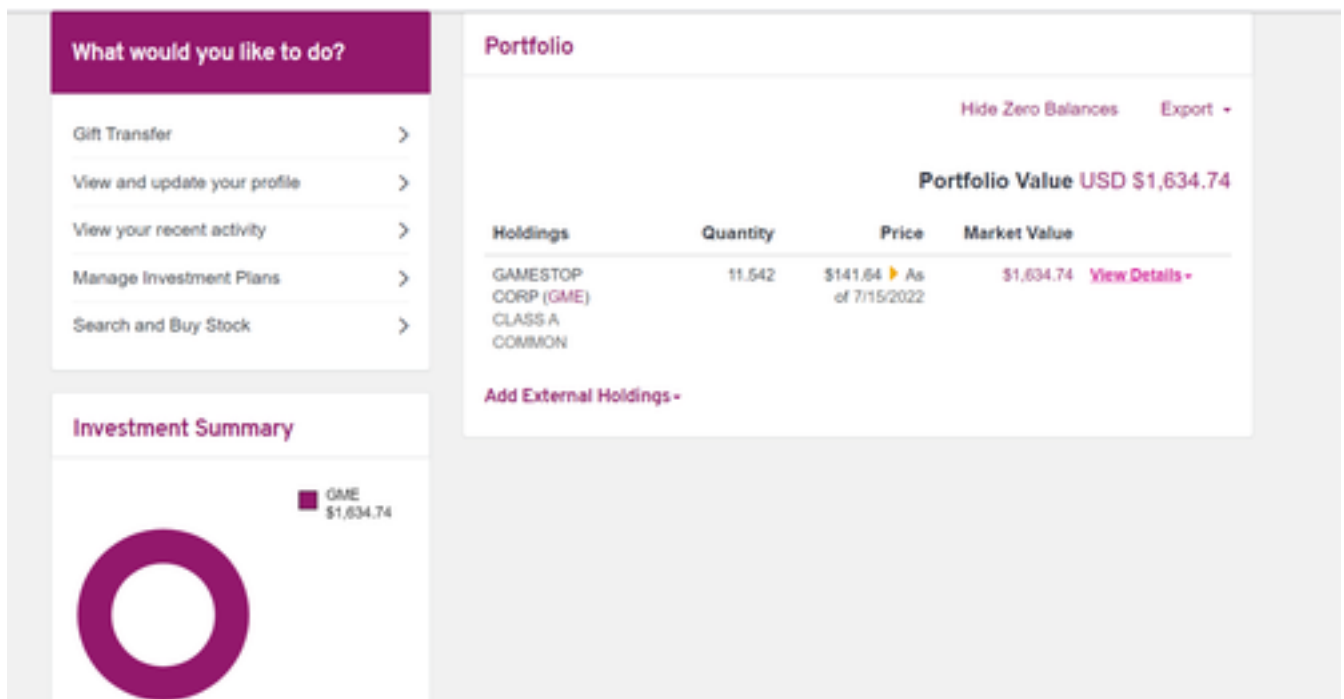 What would you like to do?
Gift Transfer
View and update your profile
View your recent activity
Manage Investment Plans
Search and Buy Stock
Investment Summary
GME
$1,634.74
Portfolio
Hide Zero Balances Export
Portfolio Value USD $1,634.74
Holdings Quantity Price Market Value
GAMESTOP 11.542 $141.64 As $1,634.74 View Details
CORP (GME) of 7/15/2022
CLASS A
COMMON
Add External Holdings